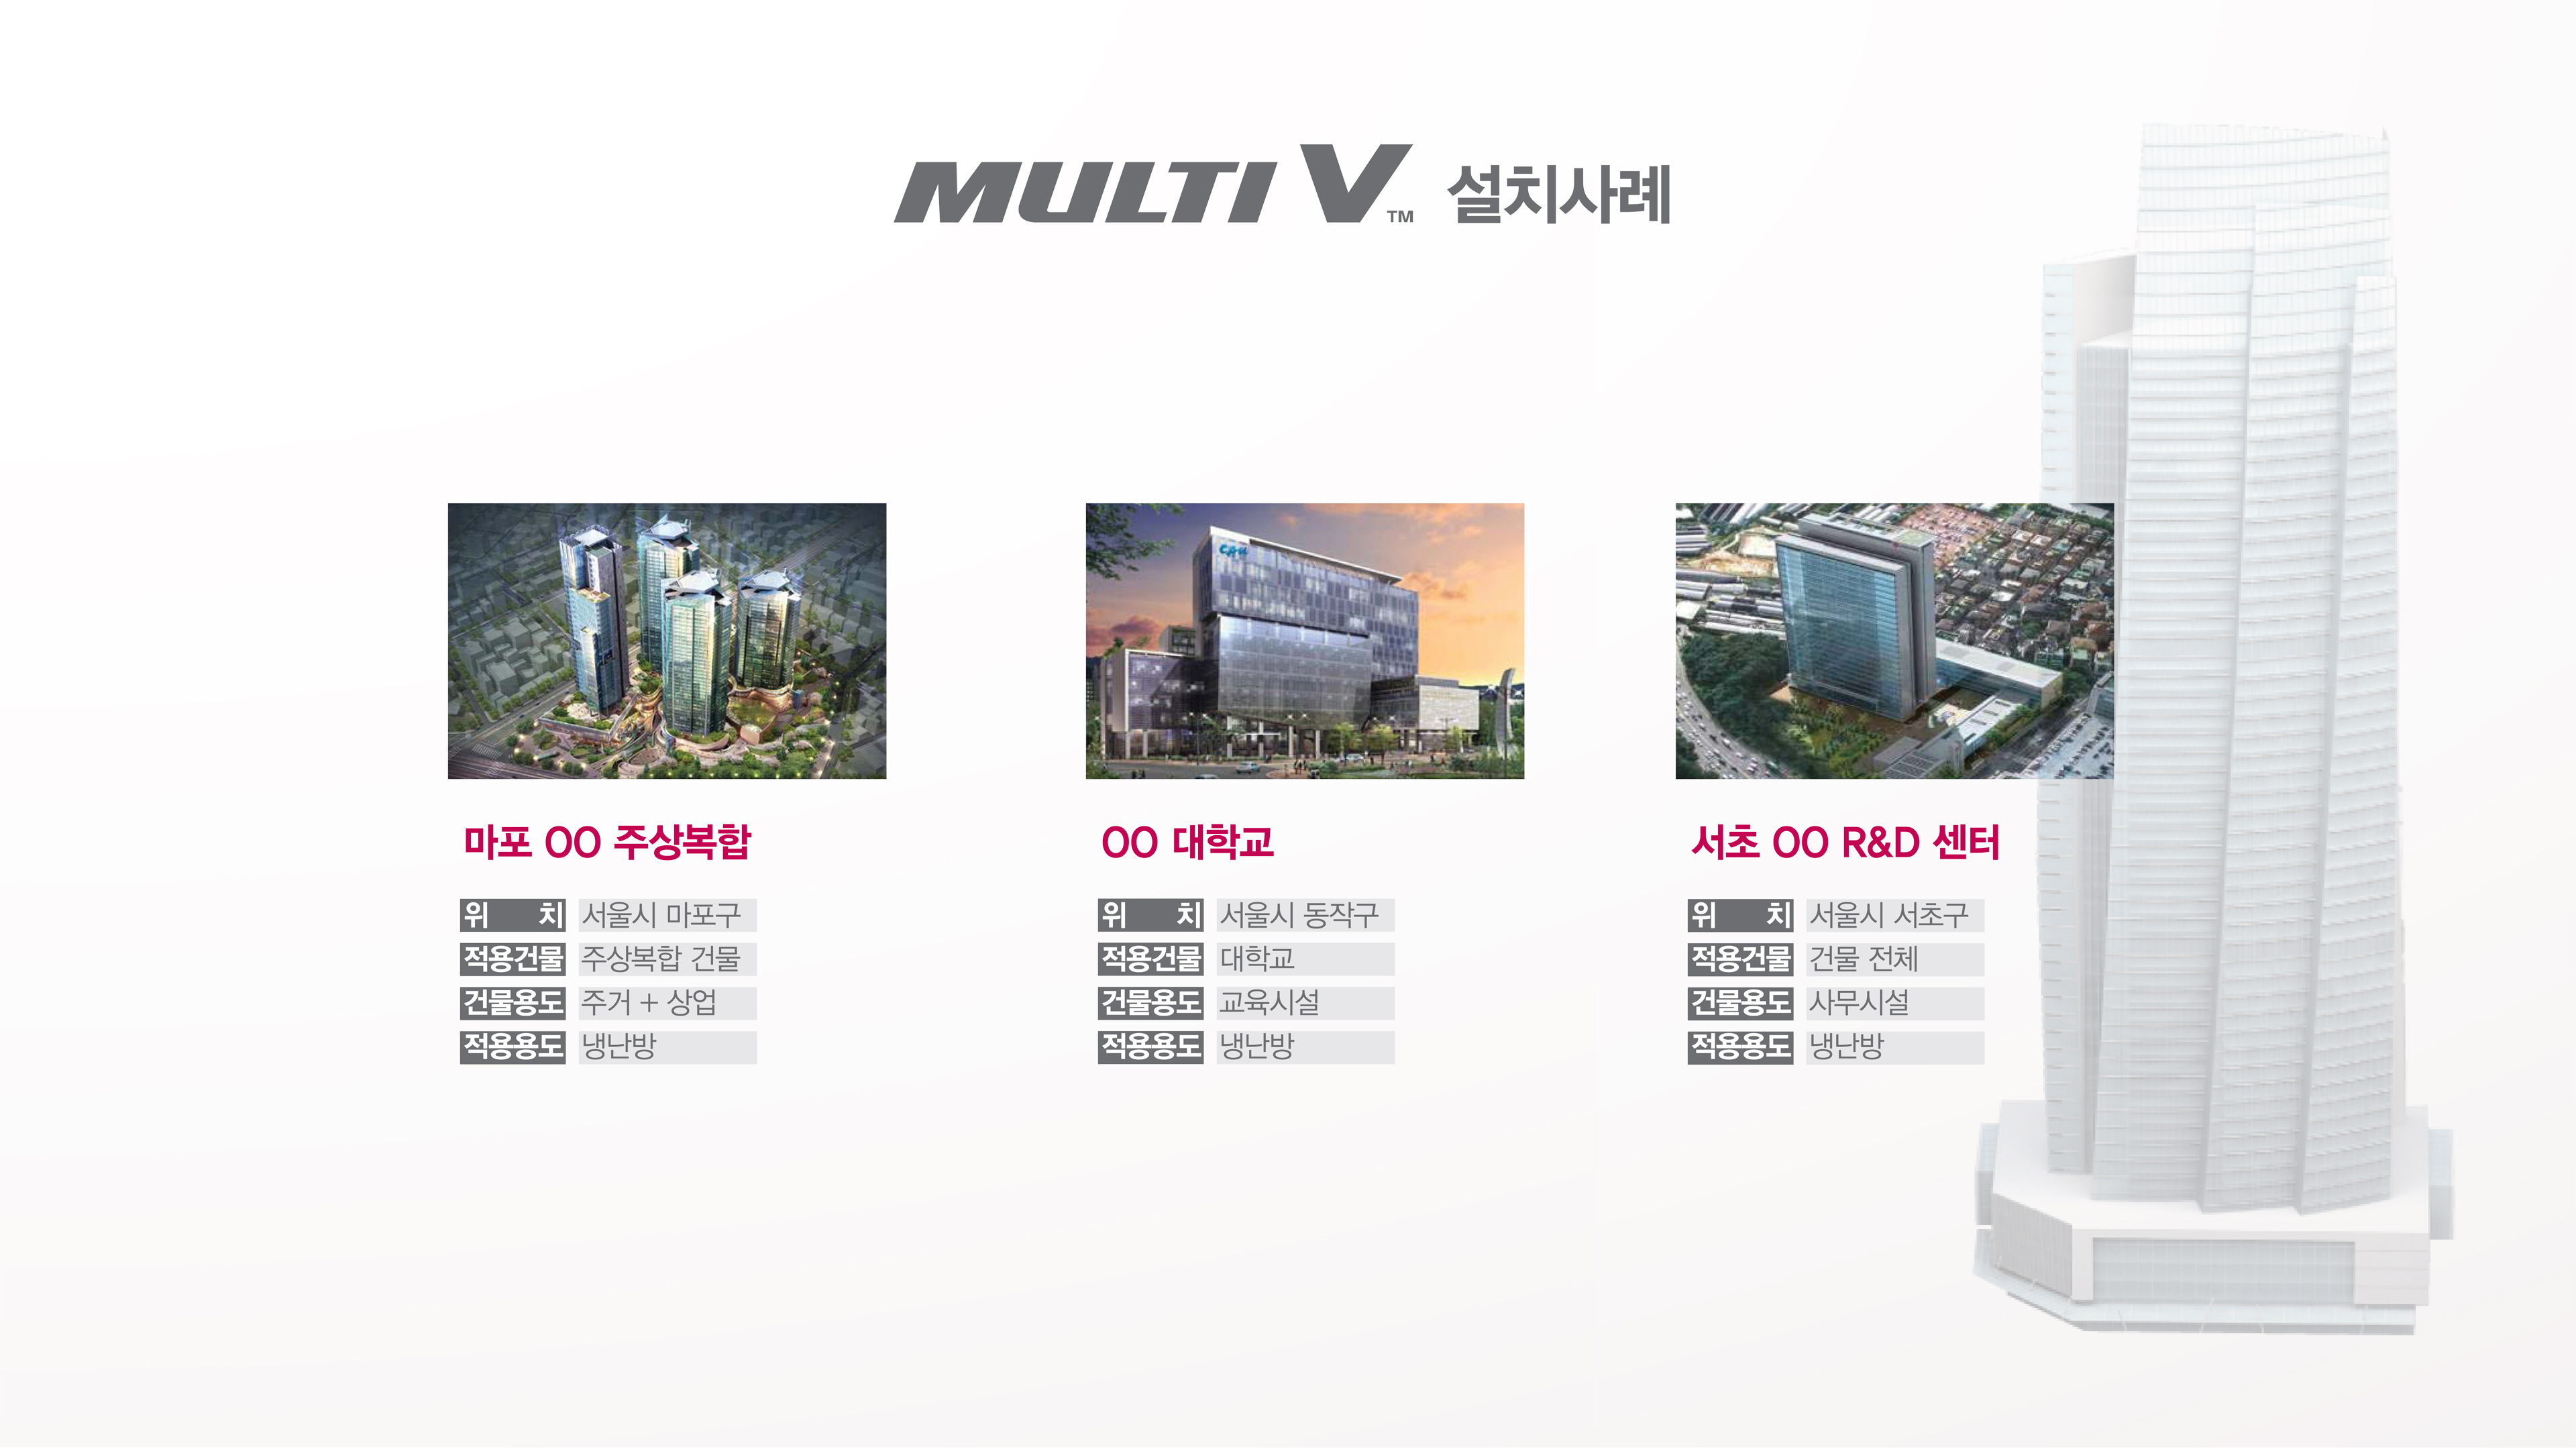 MULTI V™ 설치사례
CAU
마포 OO 주상복합
위 치 서울시 마포구
적용건물 주상복합 건물
건물용도 주거 + 상업
적용용도 냉난방
OO 대학교
위 치 서울시 동작구
적용건물 대학교
건물용도 교육시설
적용용도 냉난방
서초 OO R&D 센터
위 치 서울시 서초구
적용건물 건물 전체
건물용도 사무시설
적용용도 냉난방